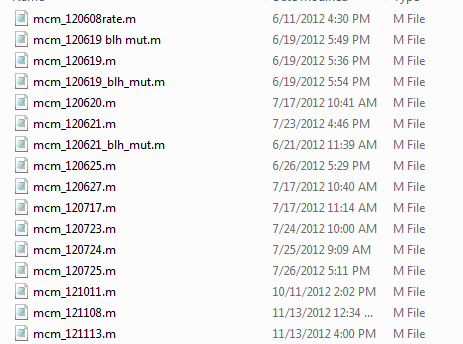 mcm_120608rate.m 6/11/2012 4:30 PM M File
mcm_120619 blh mut.m 6/19/2012 5:49 PM M File
mcm_120619.m 6/19/2012 5:36 PM M File
mcm_120619_blh_mut.m 6/19/2012 5:54 PM M File
mcm_120620.m 7/17/2012 10:41 AM M File
mcm_120621.m 7/23/2012 4:46 PM M File
mcm_120621_blh_mut.m 6/21/2012 11:39 AM M File
mcm_120625.m 6/26/2012 5:29 PM M File
mcm_120627.m 7/17/2012 10:40 AM M File
mcm_120717.m 7/17/2012 11:14 AM M File
mcm_120723.m 7/24/2012 10:00 AM M File
mcm_120724.m 7/25/2012 9:09 AM M File
mcm_120725.m 7/26/2012 5:11 PM M File
mcm_121011.m 10/11/2012 2:02 PM M File
mcm_121108.m 11/13/2012 12:34 ... M File
mcm_121113.m 11/13/2012 4:00 PM M File